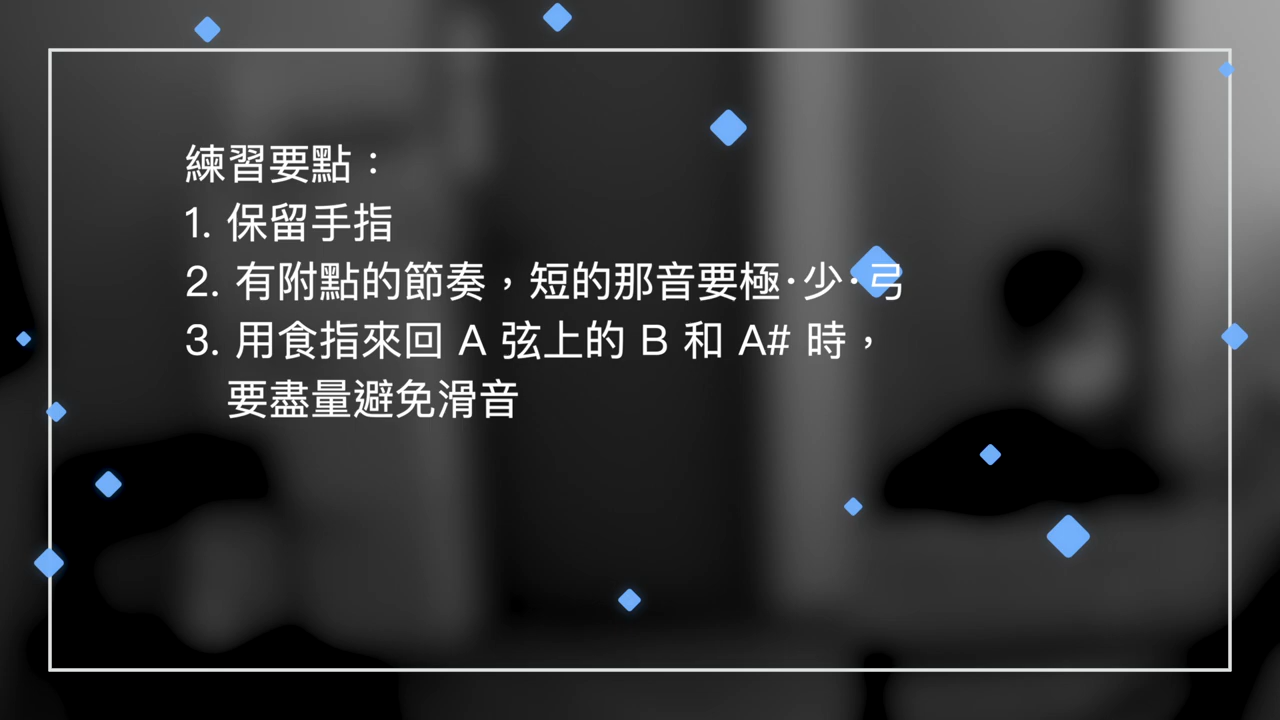 練習要點：
1. 保留手指
2. 有附點的節奏，短的那音要極·少·弓
3. 用食指來回 A 弦上的 B 和 A# 時，
要盡量避免滑音